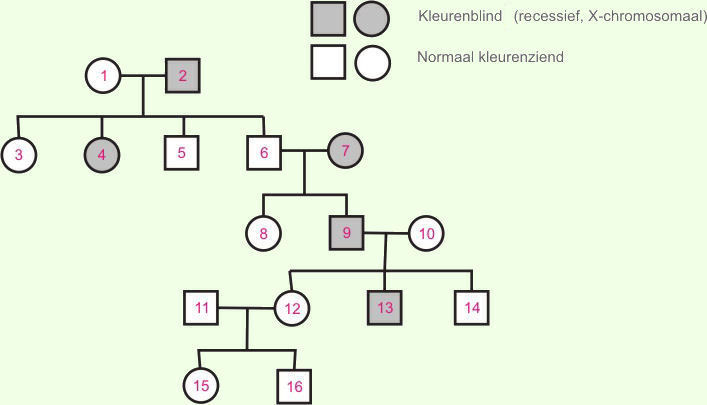 Kleurenblind (recessief, X-chromosomaal)
Normaal kleurenziend
1 2
3 4 5 6 7
8 9 10
11 12 13 14
15 16